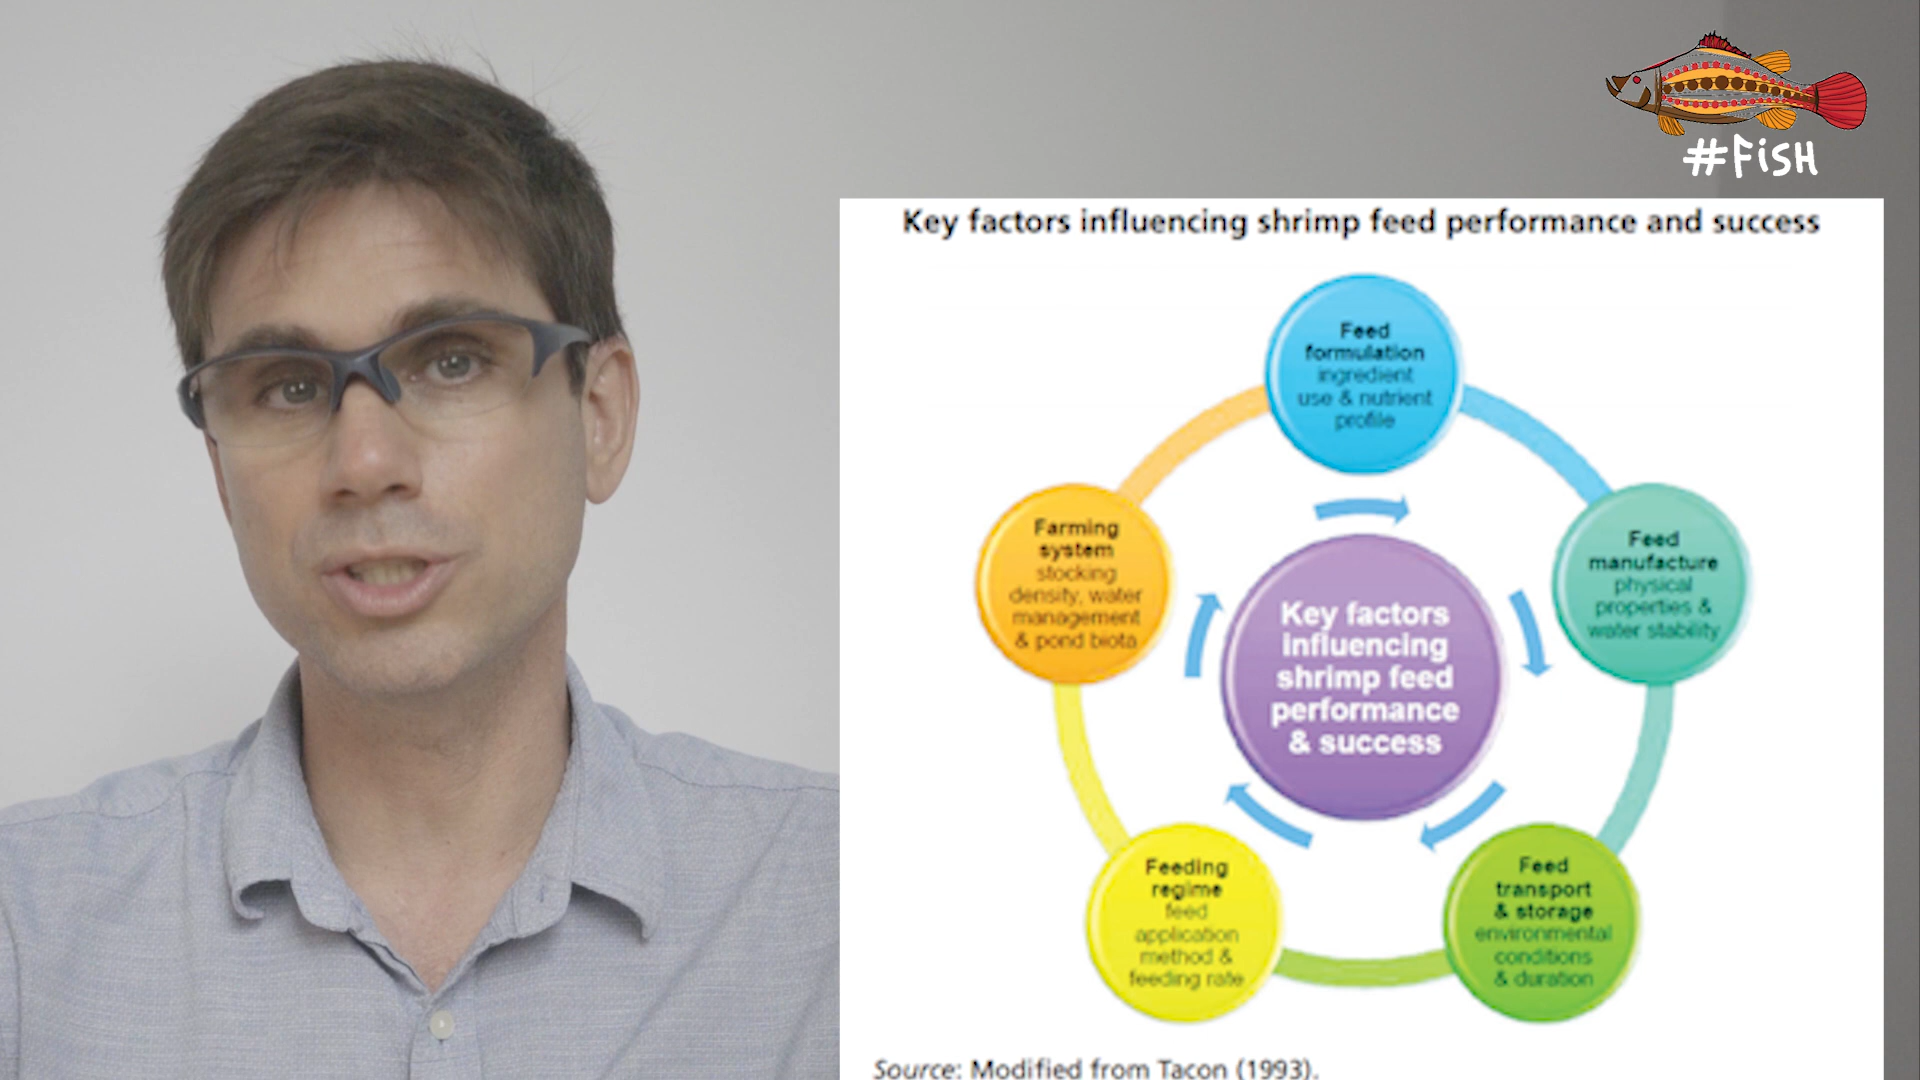 #FiSH
Key factors influencing shrimp feed performance and success
Feed
formulation
ingredient
use & nutrient
profile
Feed
manufacture
physical
properties &
water stability
Feed
transport
& storage
environmental
conditions
& duration
Feeding
regime
feed
application
method &
feeding rate
Farming
system
stocking
density, water
management
& pond biota
Key factors
influencing
shrimp feed
performance
& success
Source: Modified from Tacon (1993).